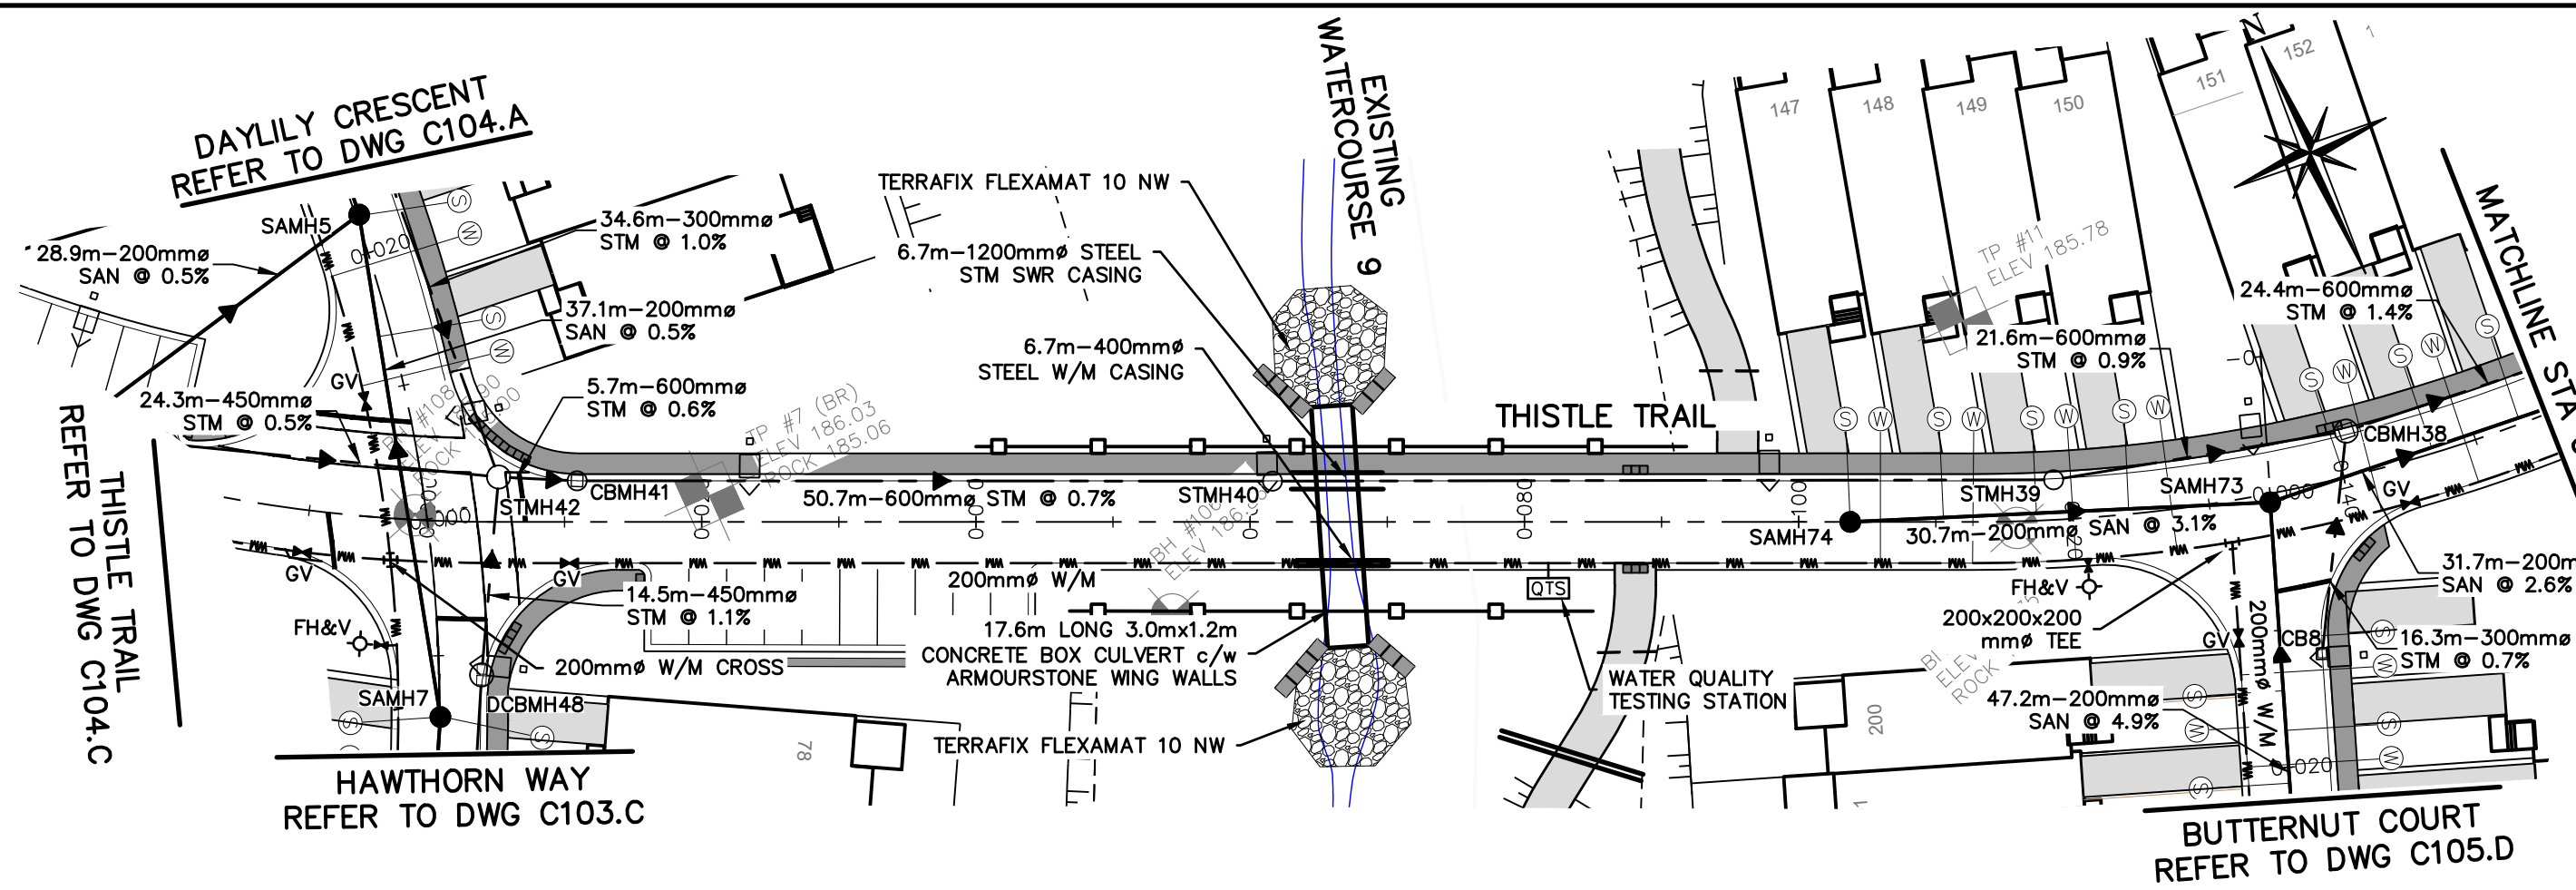 DAYLILY CRESCENT
REFER TO DWG C104.A
SAMH5
28.9m-200mmø
SAN @ 0.5%
0+020
34.6m-300mmø
STM @ 1.0%
37.1m-200mmø
SAN @ 0.5%
5.7m-600mmø
STM @ 0.6%
24.3m-450mmø
STM @ 0.5%
GV
S
W
S
W
THISTLE TRAIL
REFER TO DWG C104.C
TP #7 (BR)
ELEV 186.03
ROCK 185.06
CBMH41
STMH42
50.7m-600mmø STM @ 0.7%
STMH40
GV
GV
FH&V
14.5m-450mmø
STM @ 1.1%
200mmø W/M CROSS
SAMH7
DCBMH48
S
S
HAWTHORN WAY
REFER TO DWG C103.C
78
EXISTING
WATERCOURSE 9
TERRAFIX FLEXAMAT 10 NW
6.7m-1200mmø STEEL
STM SWR CASING
6.7m-400mmø
STEEL W/M CASING
THISTLE TRAIL
200mmø W/M
17.6m LONG 3.0mx1.2m
CONCRETE BOX CULVERT c/w
ARMOURSTONE WING WALLS
TERRAFIX FLEXAMAT 10 NW
QTS
WATER QUALITY
TESTING STATION
0+080
147
148
149
150
151
152
N
TP #11
ELEV 185.78
21.6m-600mmø
STM @ 0.9%
24.4m-600mmø
STM @ 1.4%
S
W
S
W
S
W
S
W
S
W
S
W
S
MATCHLINE STA
CBMH38
STMH39
SAMH73
SAMH74
30.7m-200mmø
SAN @ 3.1%
GV
FH&V
200x200x200
mmø TEE
31.7m-200m
SAN @ 2.6%
GV
CB8
200mmø W/M
16.3m-300mmø
STM @ 0.7%
47.2m-200mmø
SAN @ 4.9%
200
S
W
S
W
S
W
S
0+020
BUTTERNUT COURT
REFER TO DWG C105.D